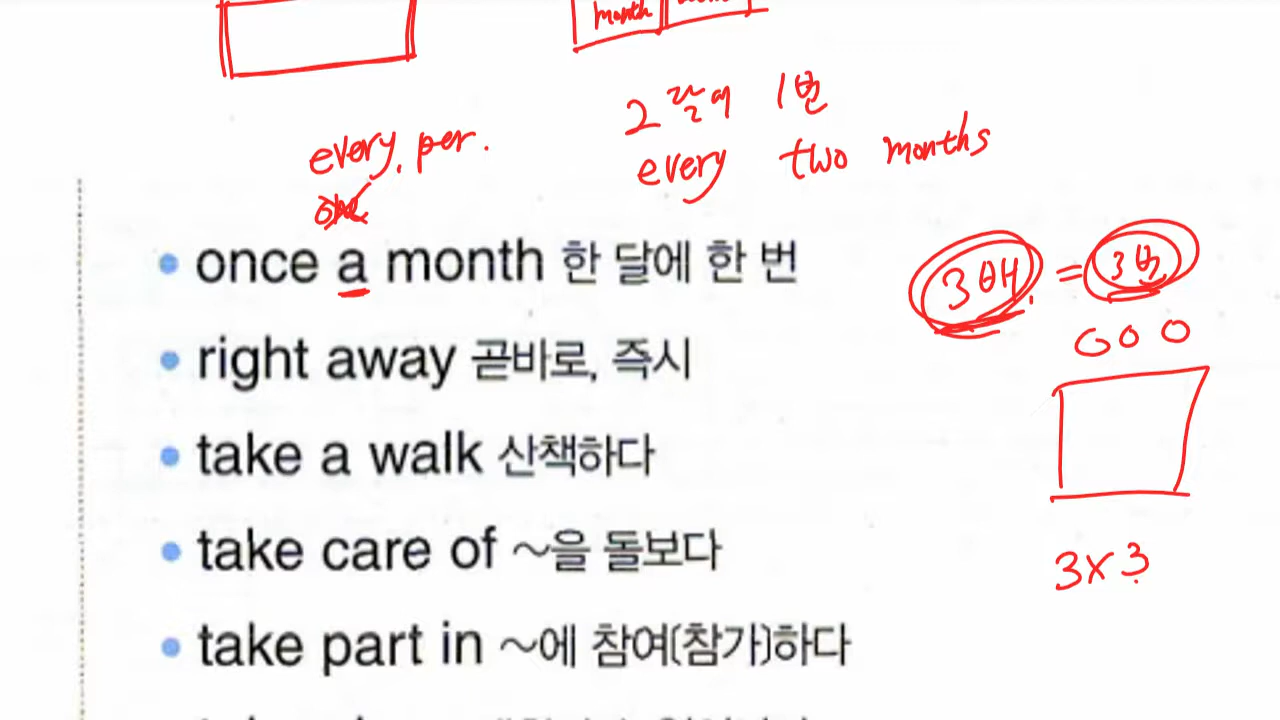 month
2 달에 1번
every, per.
every two months
once a month 한 달에 한 번
3배 = 3번
right away 곧바로, 즉시
take a walk 산책하다
take care of ~을 돌보다
3x3
take part in ~에 참여(참가)하다